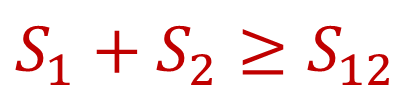 S₁ + S₂ ≥ S₁₂